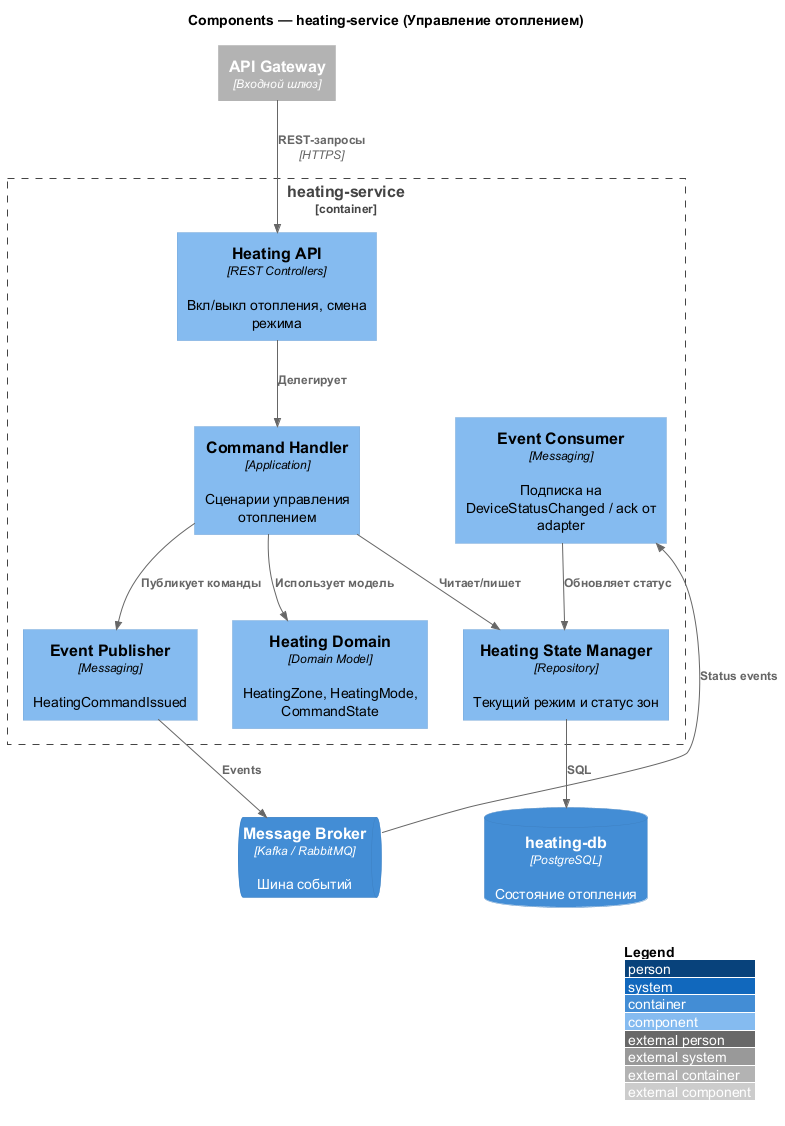 Components — heating-service (Управление отоплением)
API Gateway
[Входной шлюз]
REST-запросы
[HTTPS]
heating-service
[container]
Heating API
[REST Controllers]
Вкл/выкл отопления, смена
режима
Делегирует
Command Handler
[Application]
Сценарии управления
отоплением
Event Consumer
[Messaging]
Подписка на
DeviceStatusChanged / ack от
adapter
Публикует команды
Использует модель
Читает/пишет
Обновляет статус
Event Publisher
[Messaging]
HeatingCommandIssued
Heating Domain
[Domain Model]
HeatingZone, HeatingMode,
CommandState
Heating State Manager
[Repository]
Текущий режим и статус зон
Status events
Events
SQL
Message Broker
[Kafka / RabbitMQ]
Шина событий
heating-db
[PostgreSQL]
Состояние отопления
Legend
person
system
container
component
external person
external system
external container
external component